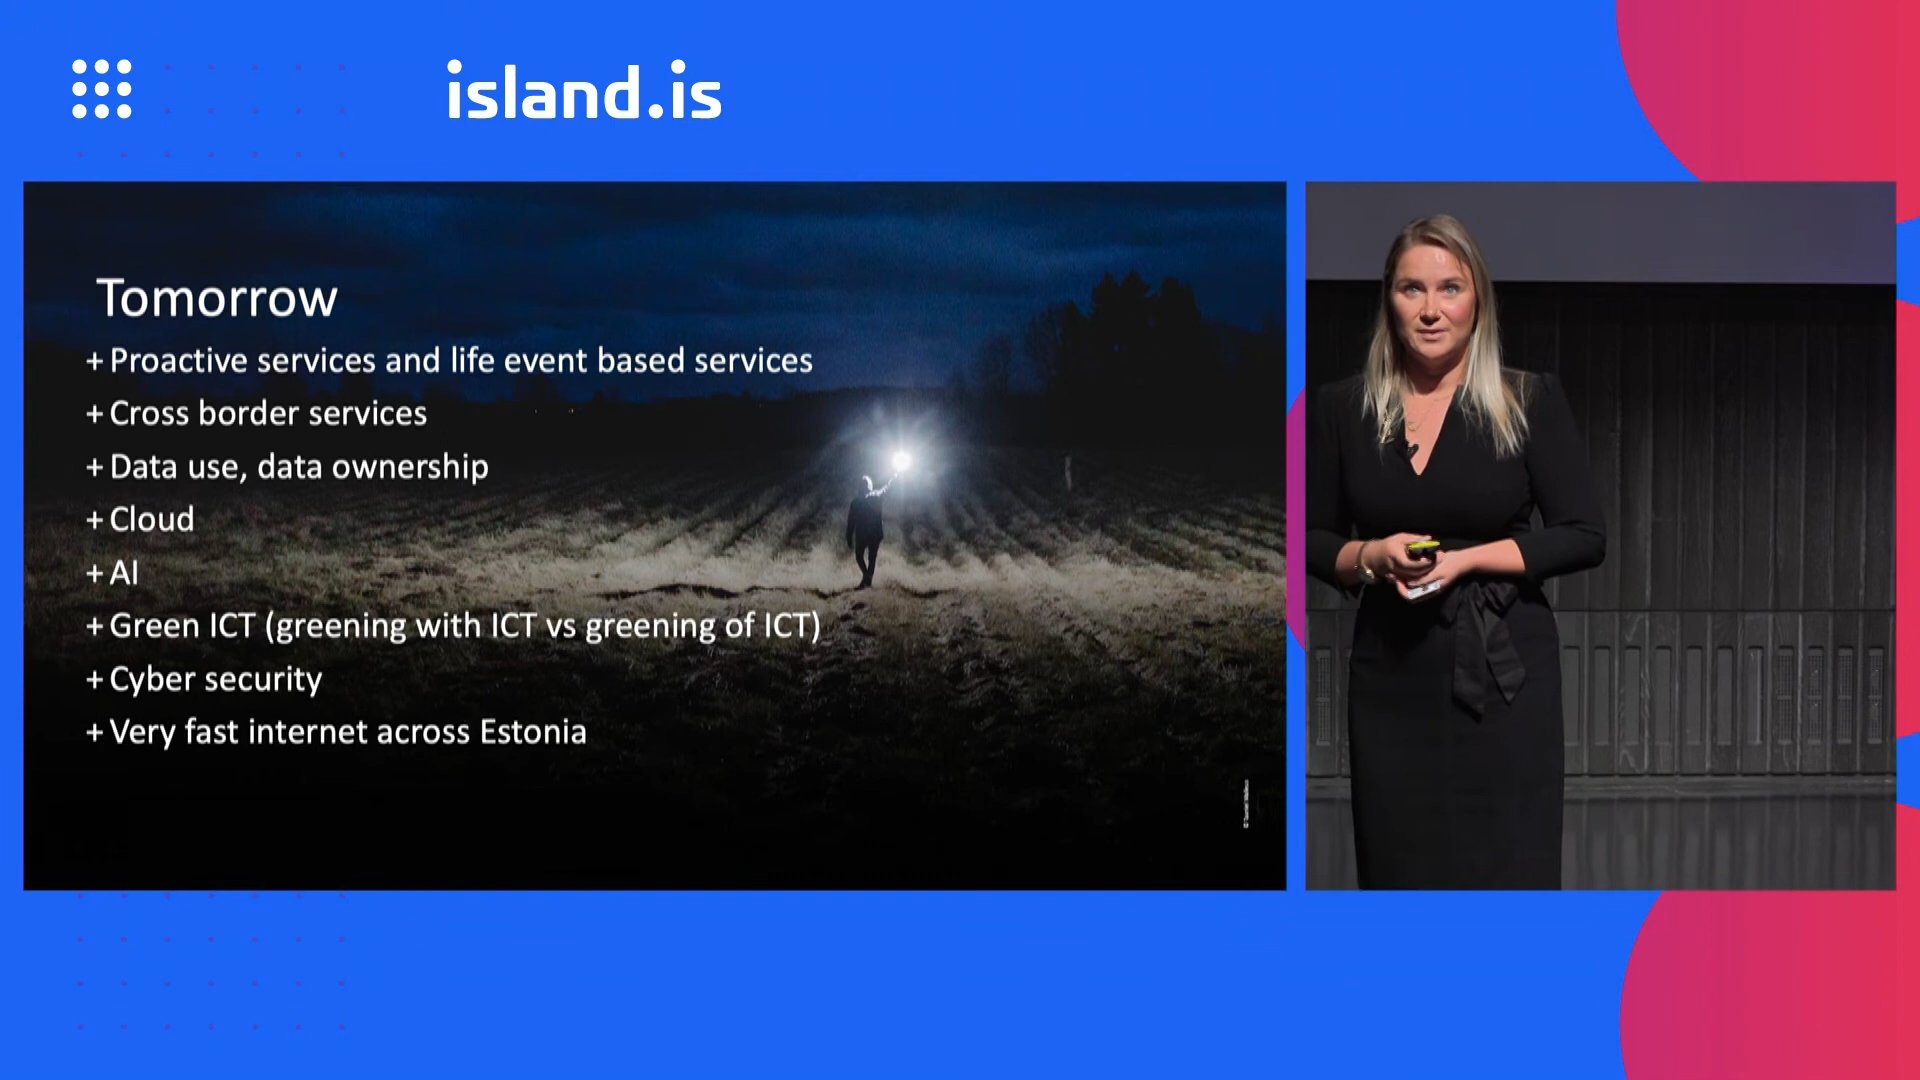 island.is
Tomorrow
+ Proactive services and life event based services
+ Cross border services
+ Data use, data ownership
+ Cloud
+ AI
+ Green ICT (greening with ICT vs greening of ICT)
+ Cyber security
+ Very fast internet across Estonia